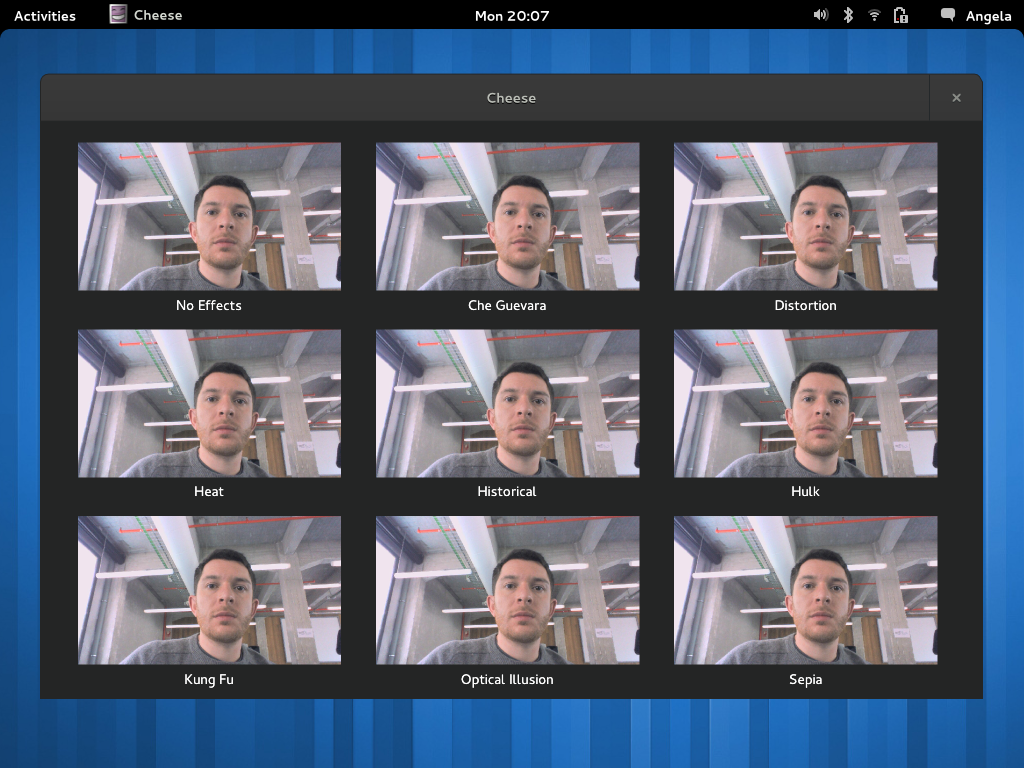 Activities Cheese Mon 20:07 Angela
Cheese
No Effects Che Guevara Distortion
Heat Historical Hulk
Kung Fu Optical Illusion Sepia